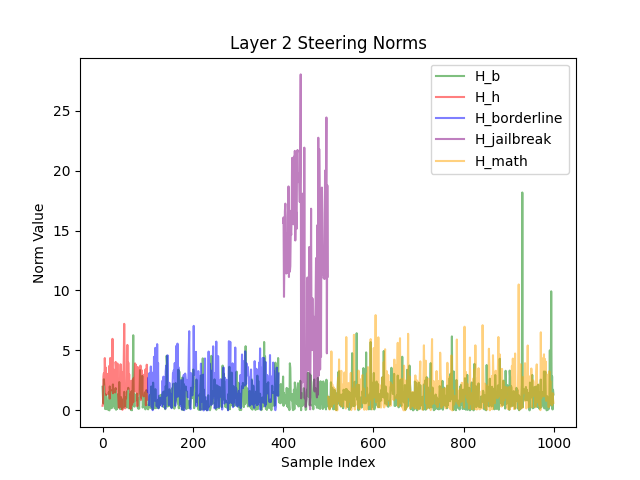 Layer 2 Steering Norms
H_b
H_h
H_borderline
H_jailbreak
H_math
Norm Value
25
20
15
10
5
0
0 200 400 600 800 1000
Sample Index